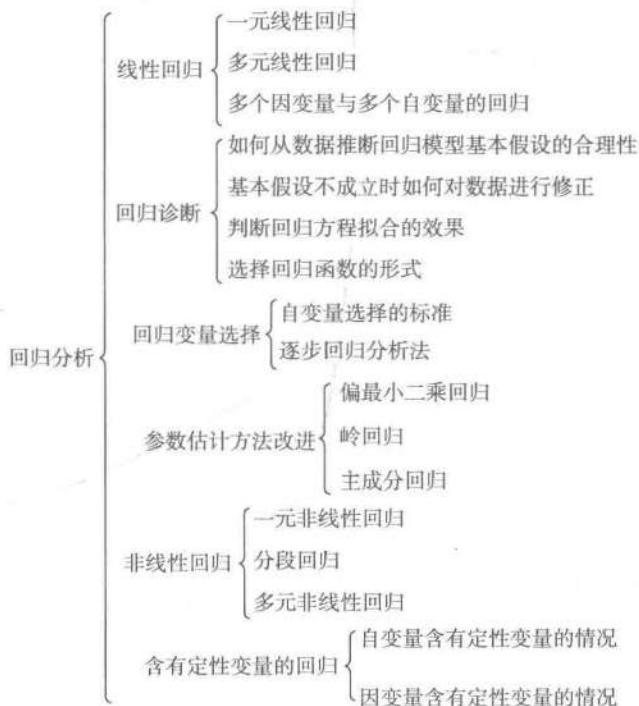 一元线性回归
线性回归
多元线性回归
多个因变量与多个自变量的回归
如何从数据推断回归模型基本假设的合理性
基本假设不成立时如何对数据进行修正
回归诊断
判断回归方程拟合的效果
选择回归函数的形式
自变量选择的标准
回归变量选择
逐步回归分析法
回归分析
偏最小二乘回归
参数估计方法改进
岭回归
主成分回归
一元非线性回归
非线性回归
分段回归
多元非线性回归
自变量含有定性变量的情况
含有定性变量的回归
因变量含有定性变量的情况